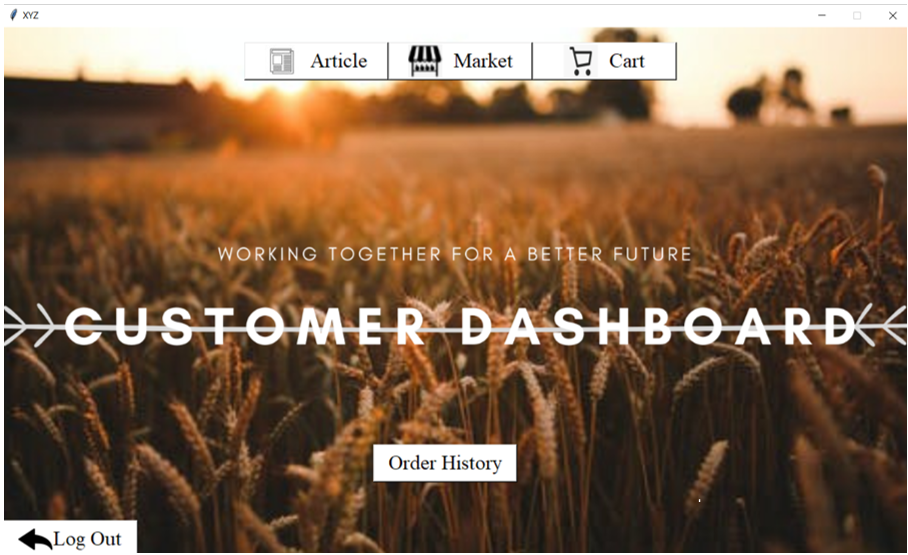 XYZ
Article Market Cart
WORKING TOGETHER FOR A BETTER FUTURE
CUSTOMER DASHBOARD
Order History
Log Out